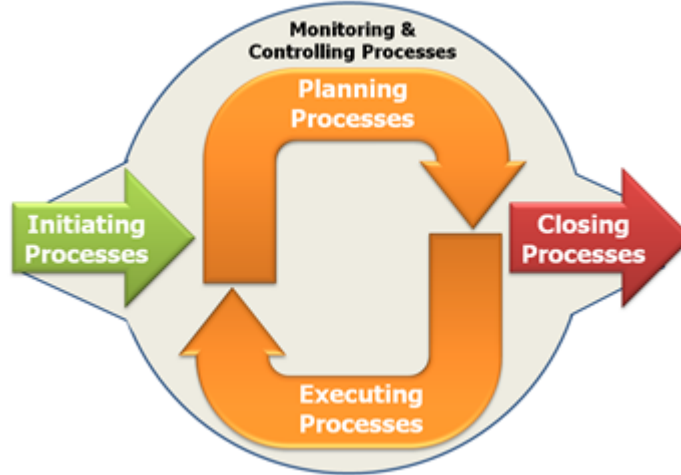 Monitoring &
Controlling Processes
Planning
Processes
Initiating
Processes
Closing
Processes
Executing
Processes